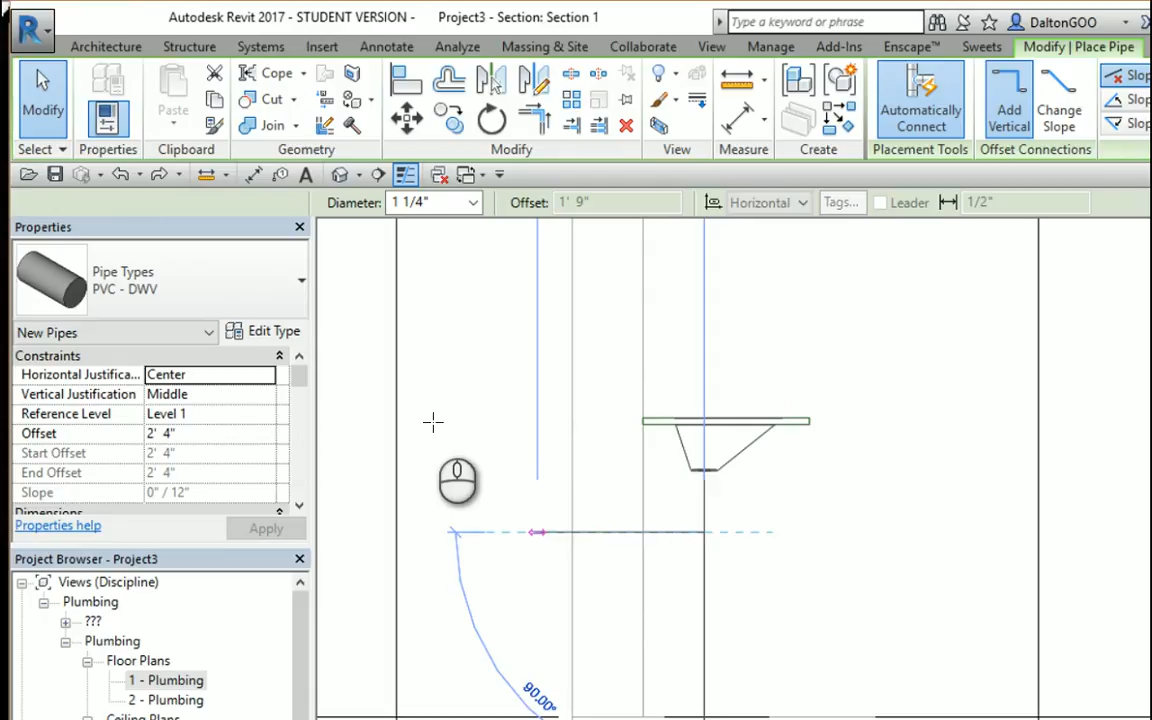 Autodesk Revit 2017 - STUDENT VERSION - Project3 - Section: Section 1
Type a keyword or phrase
DaltonGOO
Architecture Structure Systems Insert Annotate Analyze Massing & Site Collaborate View Manage Add-Ins Enscape™ Sweets Modify | Place Pipe
Modify
Paste
Cope
Cut
Join
Automatically Connect
Add Vertical
Change Slope
Slop
Slop
Slop
Select Properties Clipboard Geometry Modify View Measure Create Placement Tools Offset Connections
A
Diameter: 1 1/4" Offset: 1' 9" Horizontal Tags... Leader 1/2"
Properties
Pipe Types
PVC - DWV
New Pipes Edit Type
Constraints
Horizontal Justifica... Center
Vertical Justification Middle
Reference Level Level 1
Offset 2' 4"
Start Offset 2' 4"
End Offset 2' 4"
Slope 0" / 12"
Dimensions
Properties help Apply
Project Browser - Project3
Views (Discipline)
Plumbing
???
Plumbing
Floor Plans
1 - Plumbing
2 - Plumbing
Ceiling Plans
90.00°